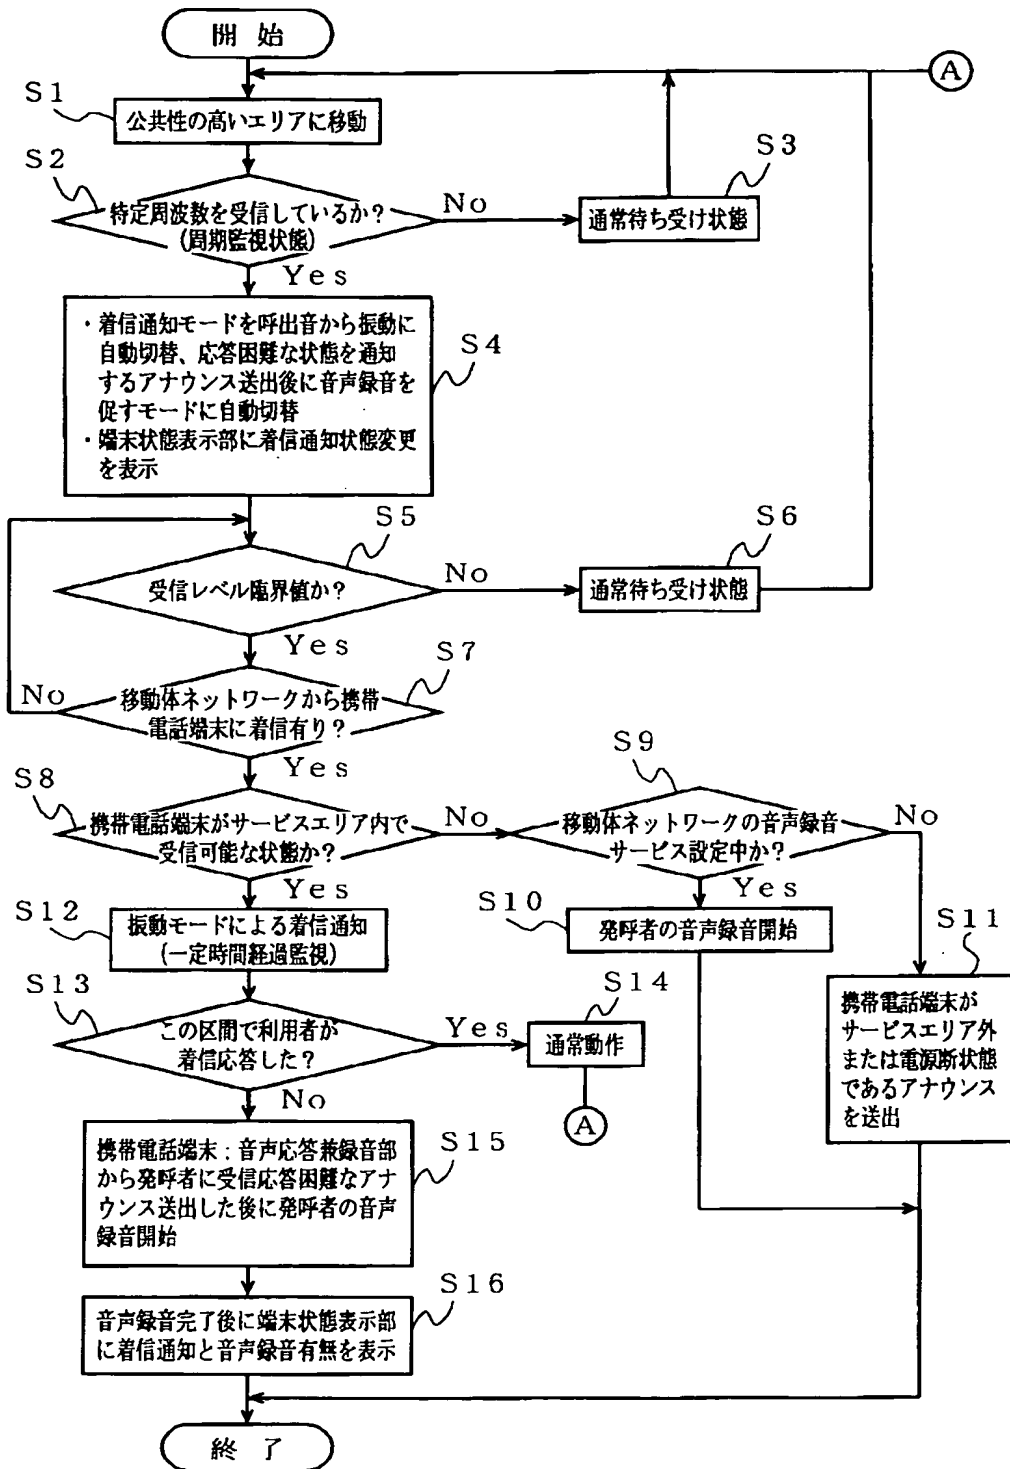 開 始
A
S1
公共性の高いエリアに移動
S2
特定周波数を受信しているか?
(周期監視状態)
No
S3
通常待ち受け状態
Yes
・着信通知モードを呼出音から振動に
自動切替、応答困難な状態を通知
するアナウンス送出後に音声録音を
促すモードに自動切替
・端末状態表示部に着信通知状態変更
を表示
S4
S5
受信レベル臨界値か?
No
S6
通常待ち受け状態
Yes
S7
移動体ネットワークから携帯
電話端末に着信有り?
No
Yes
S8
携帯電話端末がサービスエリア内で
受信可能な状態か?
No
S9
移動体ネットワークの音声録音
サービス設定中か?
No
Yes
Yes
S10
発呼者の音声録音開始
S11
携帯電話端末が
サービスエリア外
または電源断状態
であるアナウンス
を送出
S12
振動モードによる着信通知
(一定時間経過監視)
S13
この区間で利用者が
着信応答した?
Yes
S14
通常動作
A
No
携帯電話端末:音声応答兼録音部
から発呼者に受信応答困難なアナ
ウンス送出した後に発呼者の音声
録音開始
S15
S16
音声録音完了後に端末状態表示部
に着信通知と音声録音有無を表示
終 了